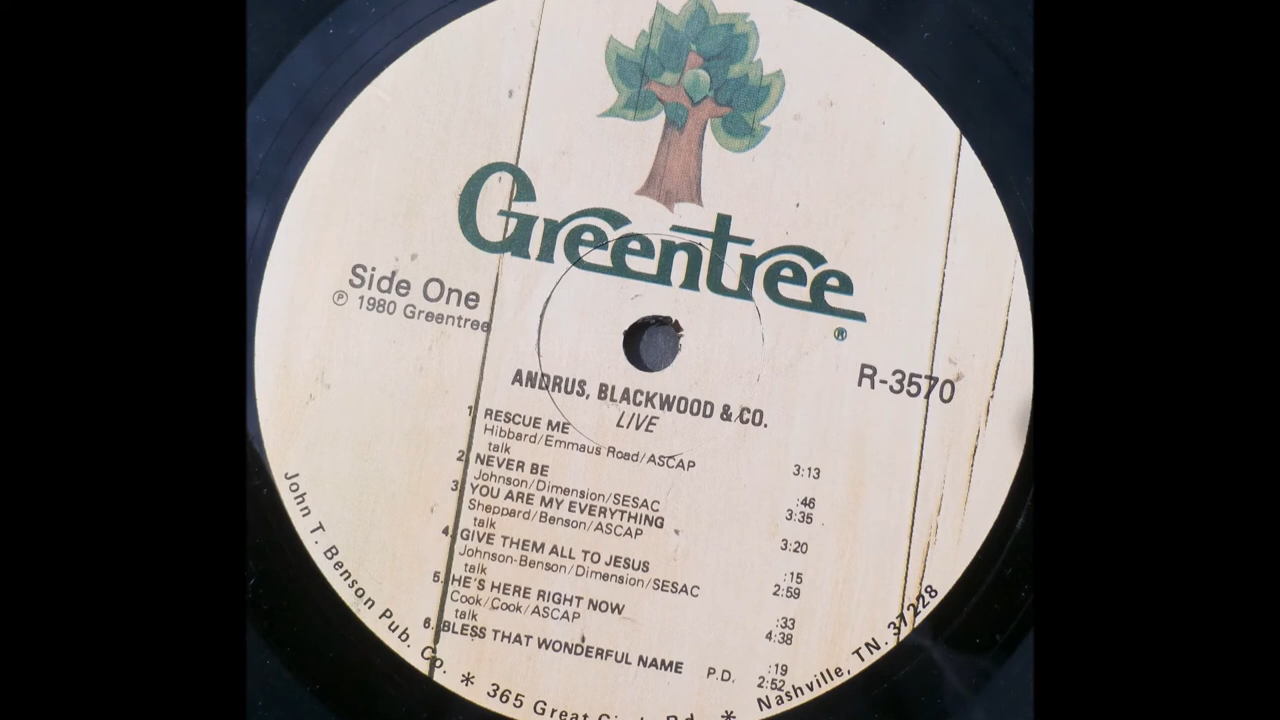 Greentree
®
Side One
℗ 1980 Greentree
R-3570
ANDRUS, BLACKWOOD & CO.
LIVE
1. RESCUE ME 3:13
Hibbard/Emmaus Road/ASCAP
talk :46
2. NEVER BE 3:35
Johnson/Dimension/SESAC
3. YOU ARE MY EVERYTHING 3:20
Sheppard/Benson/ASCAP
talk :15
4. GIVE THEM ALL TO JESUS 2:59
Johnson-Benson/Dimension/SESAC
talk :33
5. HE'S HERE RIGHT NOW 4:38
Cook/Cook/ASCAP
talk :19
6. BLESS THAT WONDERFUL NAME P.D. 2:52
John T. Benson Pub. Co. * 365 Great Rd. * Nashville, TN. 37228